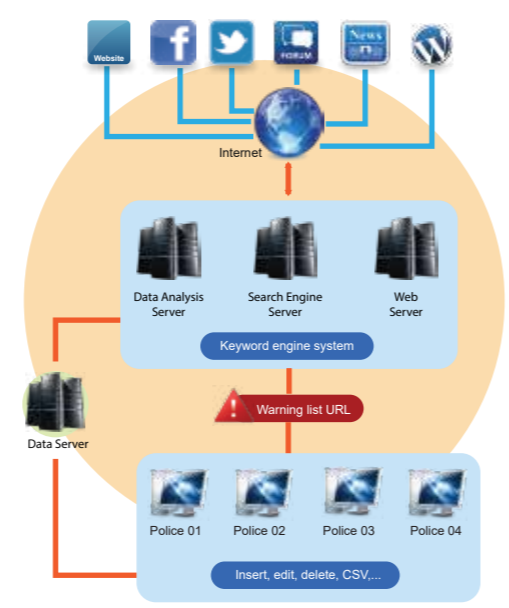 Website
f
FORUM
News
W
Internet
Data Analysis
Server
Search Engine
Server
Web
Server
Keyword engine system
Warning list URL
Data Server
Police 01
Police 02
Police 03
Police 04
Insert, edit, delete, CSV,...